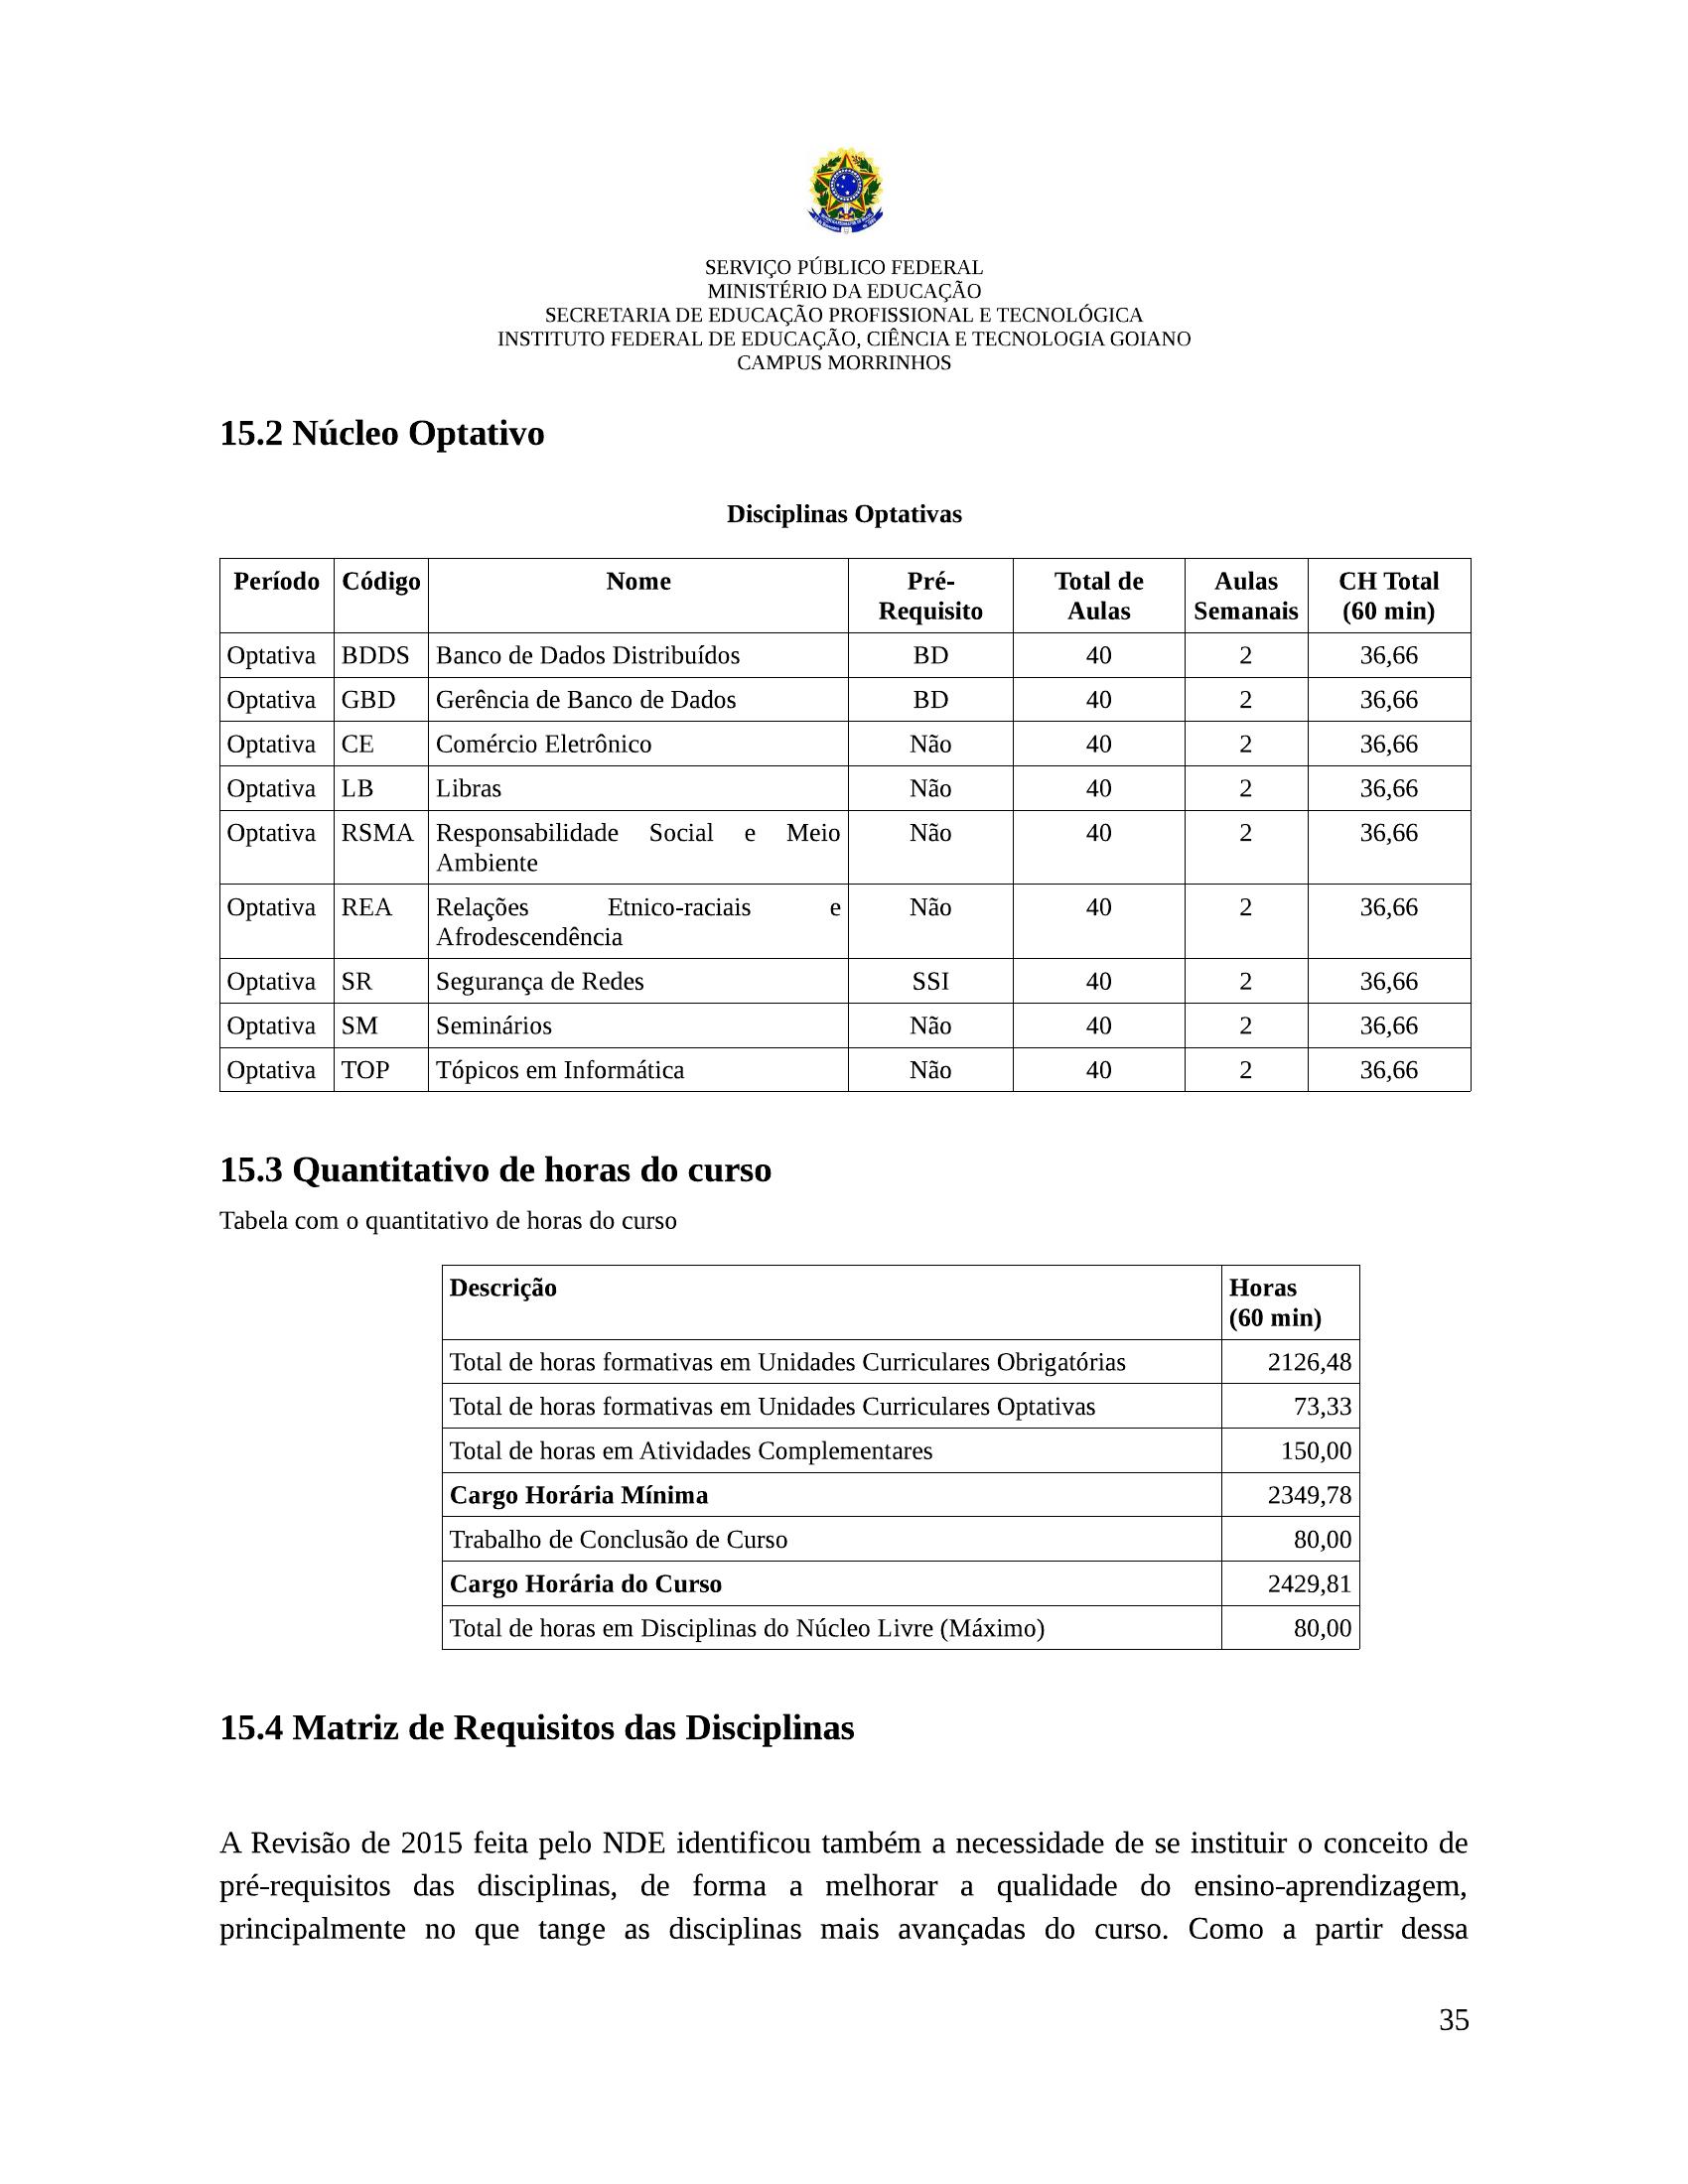 SERVIÇO PÚBLICO FEDERAL
MINISTÉRIO DA EDUCAÇÃO
SECRETARIA DE EDUCAÇÃO PROFISSIONAL E TECNOLÓGICA
INSTITUTO FEDERAL DE EDUCAÇÃO, CIÊNCIA E TECNOLOGIA GOIANO
CAMPUS MORRINHOS
15.2 Núcleo Optativo
Disciplinas Optativas
Período Código Nome Pré- Total de Aulas CH Total
Requisito Aulas Semanais (60 min)
Optativa BDDS Banco de Dados Distribuídos BD 40 2 36,66
Optativa GBD Gerência de Banco de Dados BD 40 2 36,66
Optativa CE Comércio Eletrônico Não 40 2 36,66
Optativa LB Libras Não 40 2 36,66
Optativa RSMA Responsabilidade Social e Meio Não 40 2 36,66
Ambiente
Optativa REA Relações Etnico-raciais e Não 40 2 36,66
Afrodescendência
Optativa SR Segurança de Redes SSI 40 2 36,66
Optativa SM Seminários Não 40 2 36,66
Optativa TOP Tópicos em Informática Não 40 2 36,66
15.3 Quantitativo de horas do curso
Tabela com o quantitativo de horas do curso
Descrição Horas
(60 min)
Total de horas formativas em Unidades Curriculares Obrigatórias 2126,48
Total de horas formativas em Unidades Curriculares Optativas 73,33
Total de horas em Atividades Complementares 150,00
Cargo Horária Mínima 2349,78
Trabalho de Conclusão de Curso 80,00
Cargo Horária do Curso 2429,81
Total de horas em Disciplinas do Núcleo Livre (Máximo) 80,00
15.4 Matriz de Requisitos das Disciplinas
A Revisão de 2015 feita pelo NDE identificou também a necessidade de se instituir o conceito de
pré-requisitos das disciplinas, de forma a melhorar a qualidade do ensino-aprendizagem,
principalmente no que tange as disciplinas mais avançadas do curso. Como a partir dessa
35